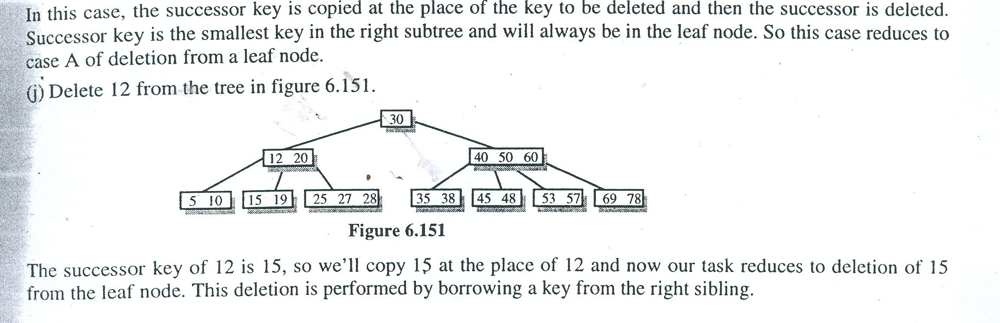 In this case, the successor key is copied at the place of the key to be deleted and then the successor is deleted.
Successor key is the smallest key in the right subtree and will always be in the leaf node. So this case reduces to
case A of deletion from a leaf node.
(i) Delete 12 from the tree in figure 6.151.
30
12 20
40 50 60
5 10
15 19
25 27 28
35 38
45 48
53 57
69 78
Figure 6.151
The successor key of 12 is 15, so we'll copy 15 at the place of 12 and now our task reduces to deletion of 15
from the leaf node. This deletion is performed by borrowing a key from the right sibling.